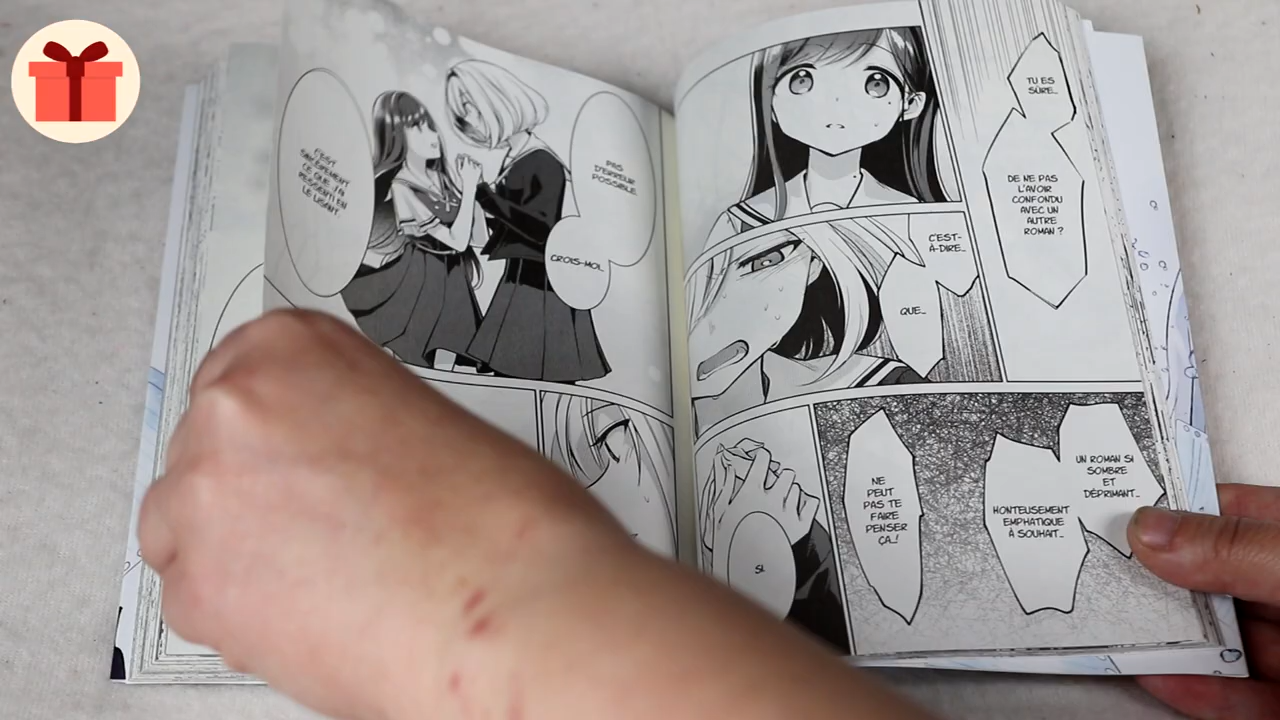 TU ES
SÛRE...
DE NE PAS
L'AVOIR
CONFONDU
AVEC UN
AUTRE
ROMAN ?
C'EST-
À-DIRE...
QUE...
UN ROMAN SI
SOMBRE
ET
DÉPRIMANT...
HONTEUSEMENT
EMPHATIQUE
À SOUHAIT...
NE
PEUT
PAS TE
FAIRE
PENSER
ÇA..!
SI.
PAS
D'ERREUR
POSSIBLE.
CROIS-MOI.
C'EST
SINCÈREMENT
CE QUE J'AI
RESSENTI EN
LE LISANT.